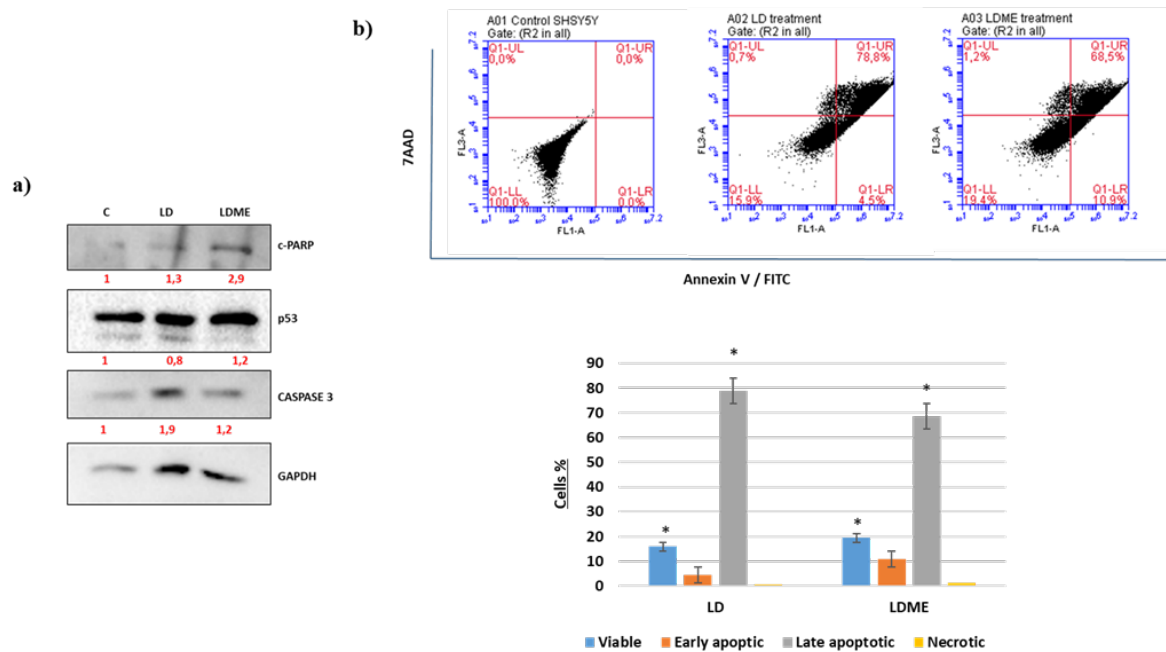 a)
C LD LDME
c-PARP
1 1,3 2,9
p53
1 0,8 1,2
CASPASE 3
1 1,9 1,2
GAPDH
b)
7AAD
A01 Control SHSY5Y
Gate: (R2 in all)
Q1-UL
0,0%
Q1-UR
0,0%
Q1-LL
100,0%
Q1-LR
0,0%
FL3-A
FL1-A
A02 LD treatment
Gate: (R2 in all)
Q1-UL
0,7%
Q1-UR
78,8%
Q1-LL
15,9%
Q1-LR
4,5%
FL3-A
FL1-A
A03 LDME treatment
Gate: (R2 in all)
Q1-UL
1,2%
Q1-UR
68,5%
Q1-LL
19,4%
Q1-LR
10,9%
FL3-A
FL1-A
Annexin V / FITC
Cells %
90
80
70
60
50
40
30
20
10
0
* *
* *
LD LDME
Viable Early apoptic Late apoptotic Necrotic